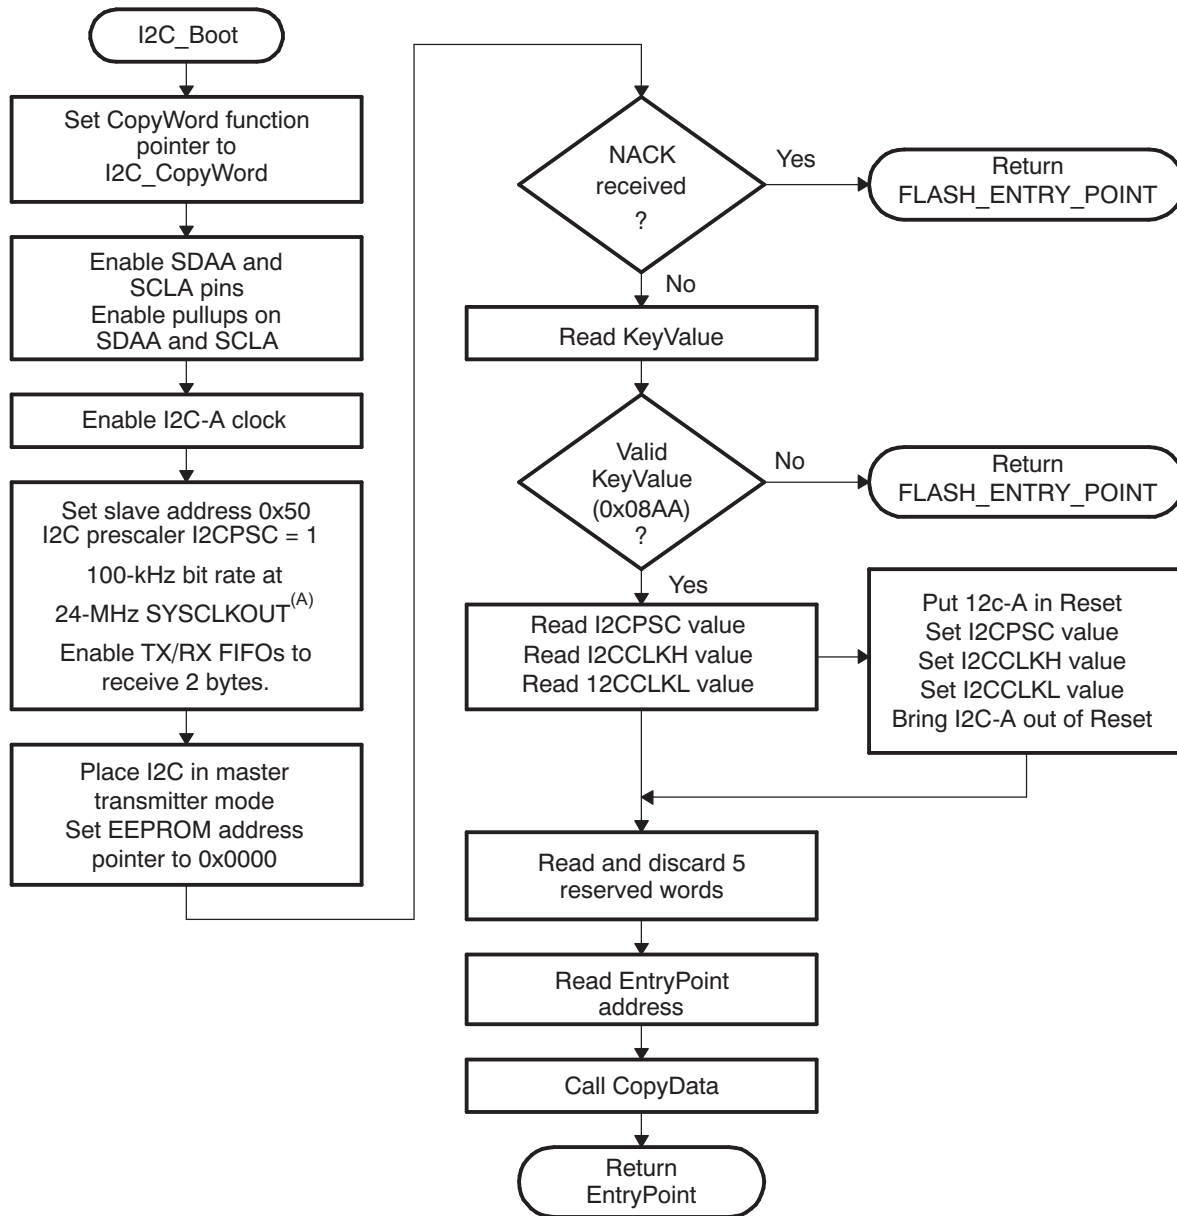 I2C_Boot
Set CopyWord function
pointer to
I2C_CopyWord
Enable SDAA and
SCLA pins
Enable pullups on
SDAA and SCLA
Enable I2C-A clock
Set slave address 0x50
I2C prescaler I2CPSC = 1
100-kHz bit rate at
24-MHz SYSCLKOUT(A)
Enable TX/RX FIFOs to
receive 2 bytes.
Place I2C in master
transmitter mode
Set EEPROM address
pointer to 0x0000
NACK
received
?
Yes
Return
FLASH_ENTRY_POINT
No
Read KeyValue
Valid
KeyValue
(0x08AA)
?
No
Return
FLASH_ENTRY_POINT
Yes
Read I2CPSC value
Read I2CCLKH value
Read 12CCLKL value
Put 12c-A in Reset
Set I2CPSC value
Set I2CCLKH value
Set I2CCLKL value
Bring I2C-A out of Reset
Read and discard 5
reserved words
Read EntryPoint
address
Call CopyData
Return
EntryPoint